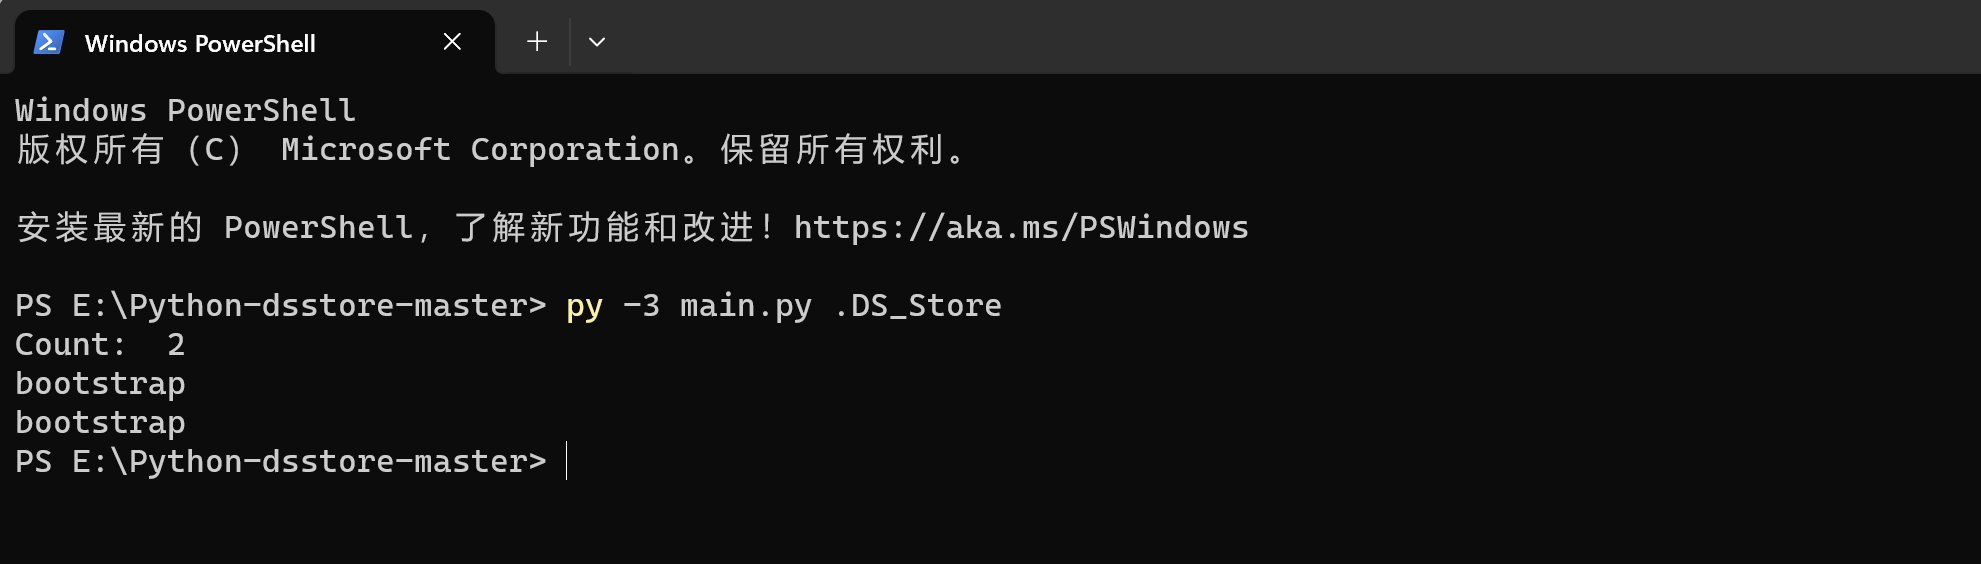 Windows PowerShell
Windows PowerShell
版权所有 (C) Microsoft Corporation。保留所有权利。
安装最新的 PowerShell，了解新功能和改进！https://aka.ms/PSWindows
PS E:\Python-dsstore-master> py -3 main.py .DS_Store
Count:  2
bootstrap
bootstrap
PS E:\Python-dsstore-master>